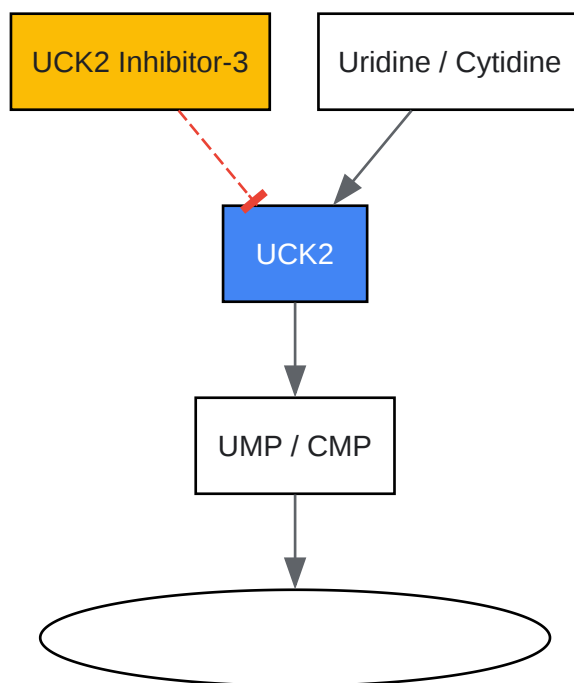 UCK2 Inhibitor-3
Uridine / Cytidine
UCK2
UMP / CMP